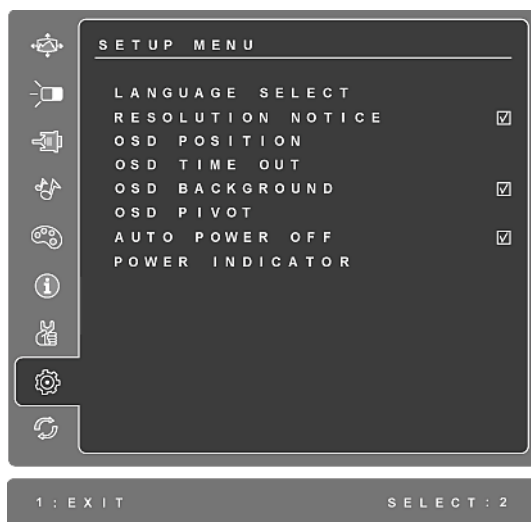 SETUP MENU
LANGUAGE SELECT
RESOLUTION NOTICE
OSD POSITION
OSD TIME OUT
OSD BACKGROUND
OSD PIVOT
AUTO POWER OFF
POWER INDICATOR
1:EXIT SELECT:2